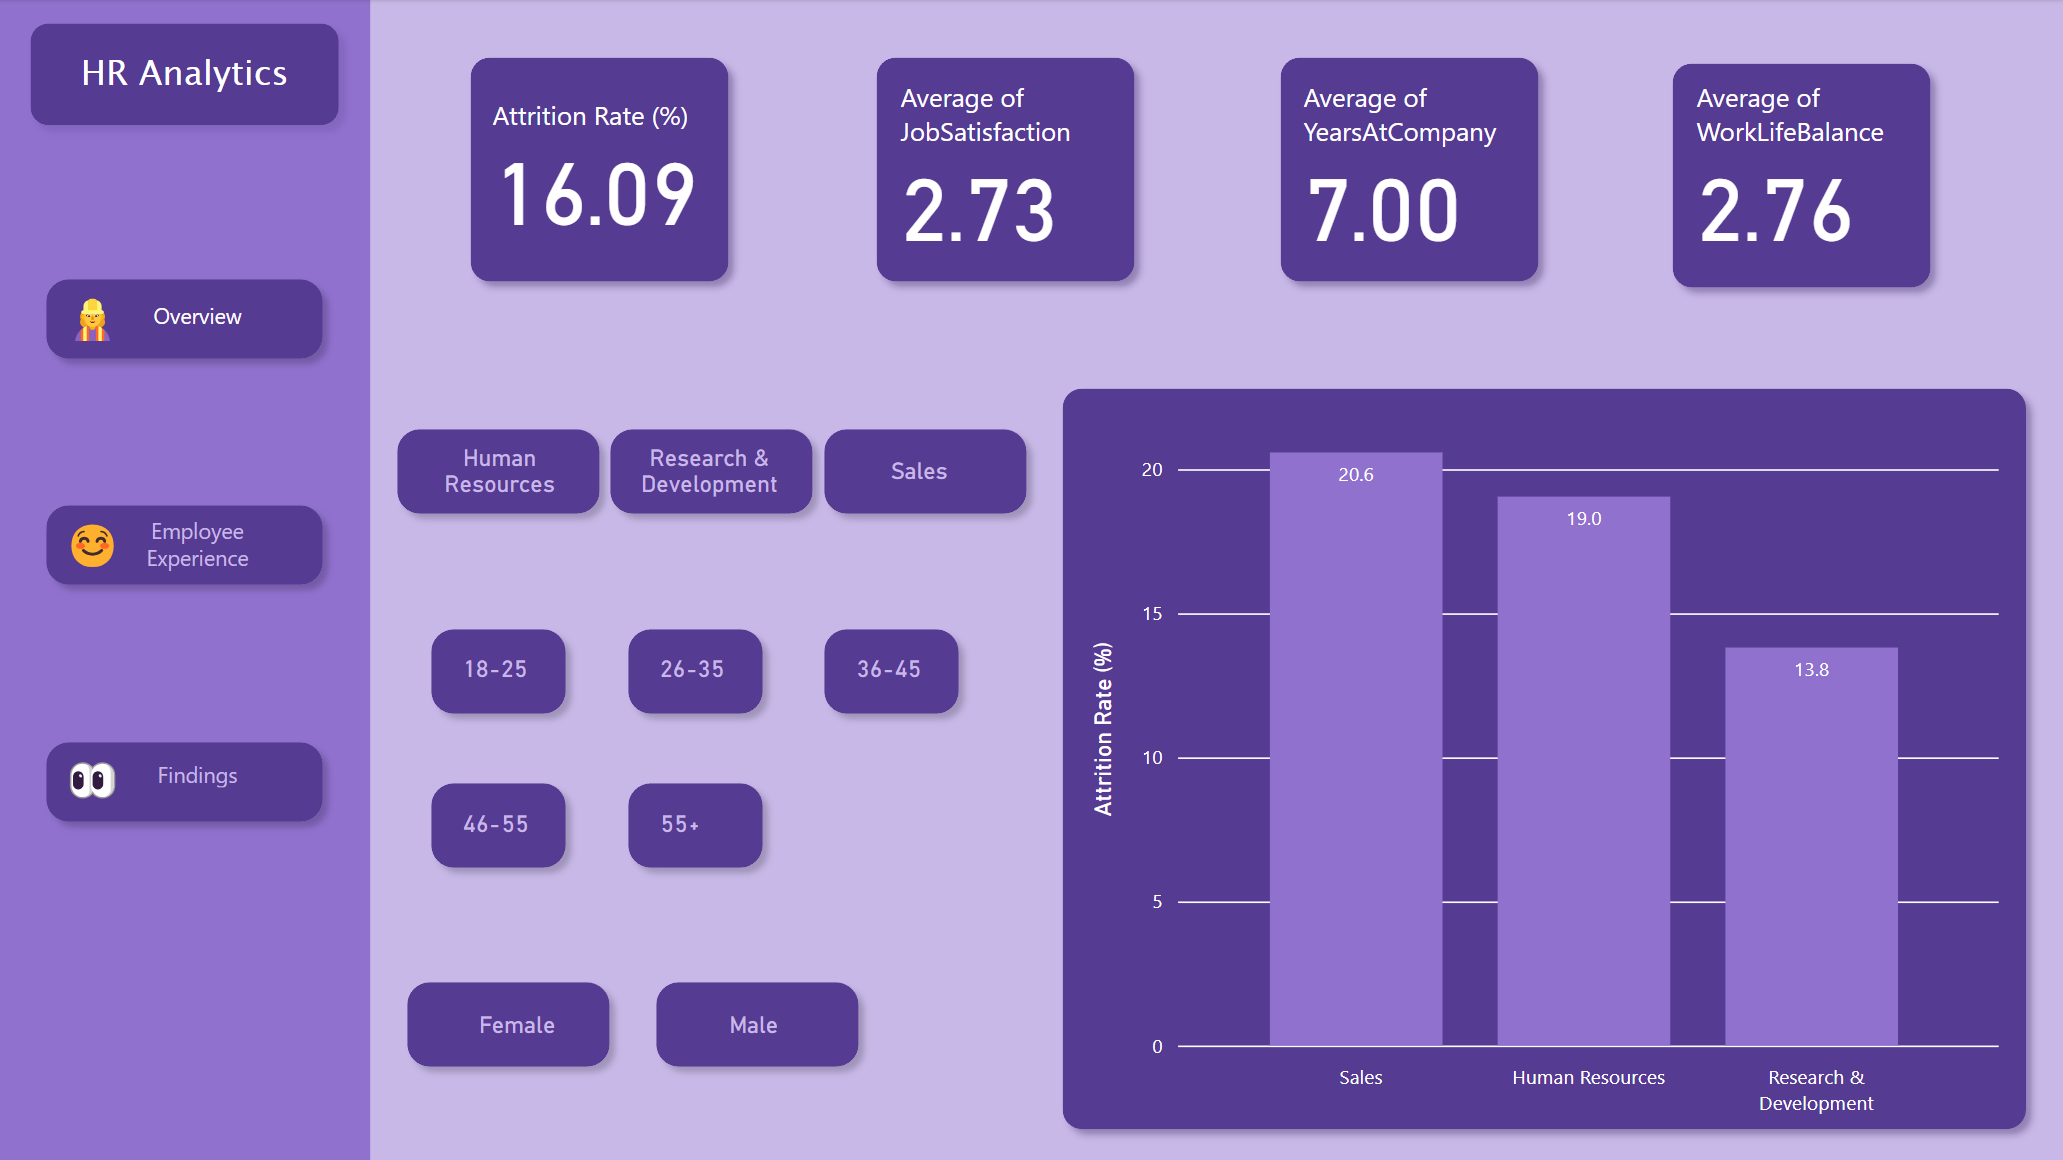 HR Analytics
Overview
Employee
Experience
Findings
Attrition Rate (%)
16.09
Average of
JobSatisfaction
2.73
Average of
YearsAtCompany
7.00
Average of
WorkLifeBalance
2.76
Human
Resources
Research &
Development
Sales
18-25
26-35
36-45
46-55
55+
Female
Male
Attrition Rate (%)
20
15
10
5
0
20.6
19.0
13.8
Sales
Human Resources
Research &
Development